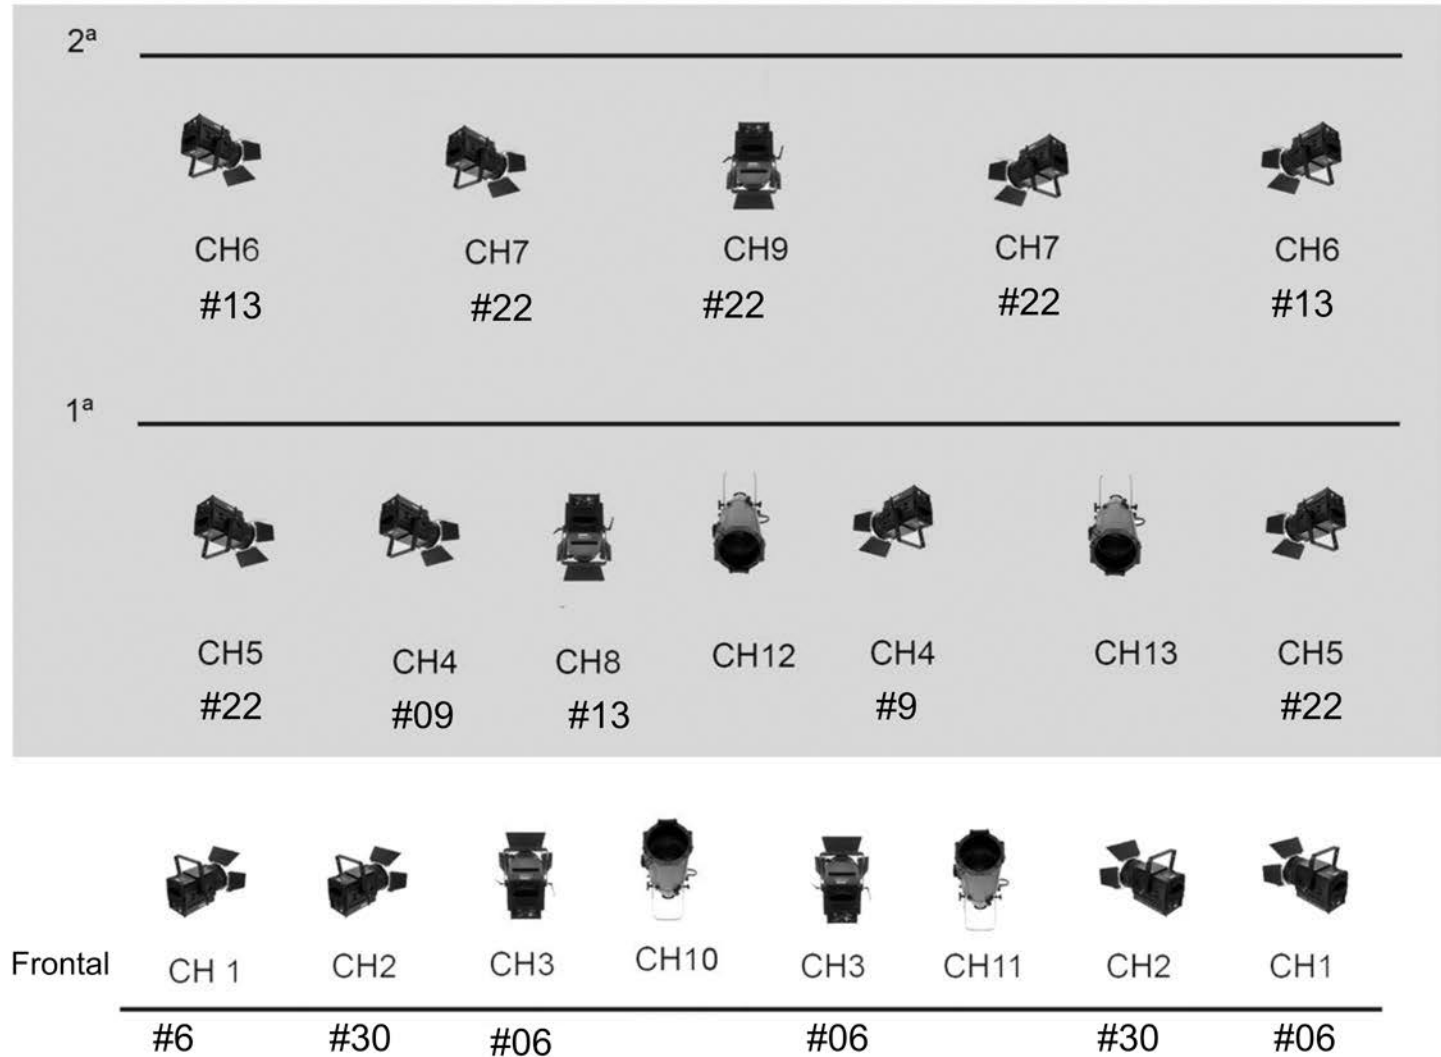 2ª
CH6 CH7 CH9 CH7 CH6
#13 #22 #22 #22 #13
1ª
CH5 CH4 CH8 CH12 CH4 CH13 CH5
#22 #09 #13 #9 #22
Frontal CH 1 CH2 CH3 CH10 CH3 CH11 CH2 CH1
#6 #30 #06 #06 #30 #06